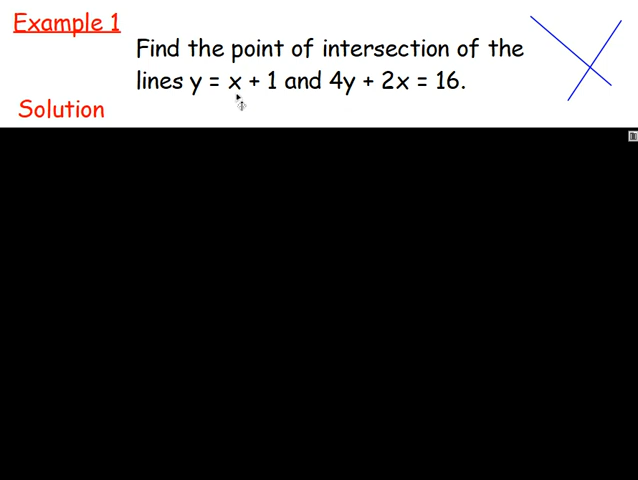 Example 1
Find the point of intersection of the
lines y = x + 1 and 4y + 2x = 16.
Solution